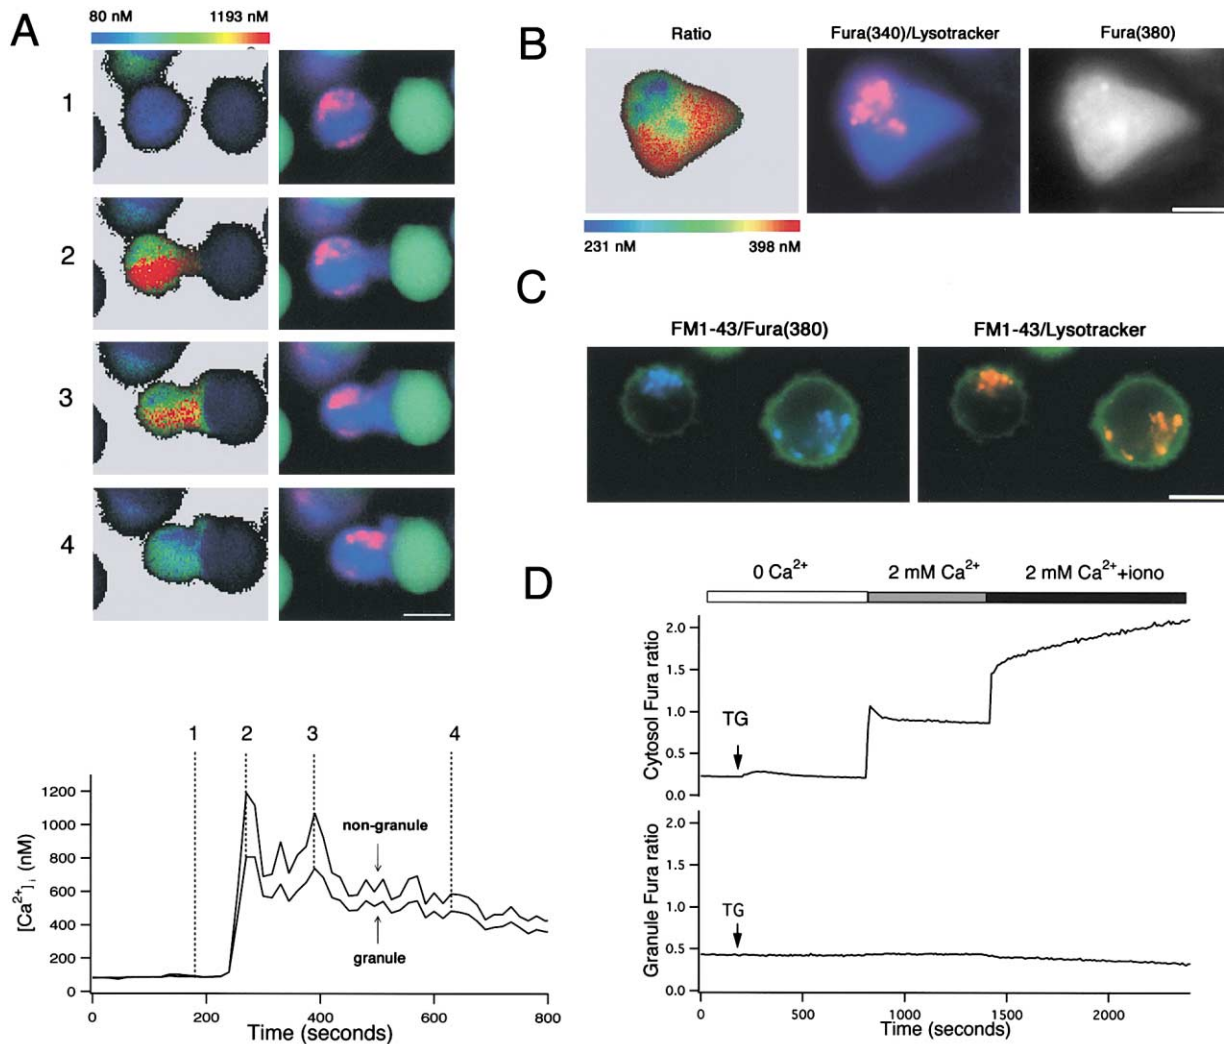 A
80 nM 1193 nM
1
2
3
4
B
Ratio Fura(340)/Lysotracker Fura(380)
231 nM 398 nM
C
FM1-43/Fura(380) FM1-43/Lysotracker
1 2 3 4
[Ca²⁺]ᵢ (nM)
1200
1000
800
600
400
200
0
non-granule
granule
0 200 400 600 800
Time (seconds)
D
0 Ca²⁺ 2 mM Ca²⁺ 2 mM Ca²⁺+iono
Cytosol Fura ratio
2.0
1.5
1.0
0.5
0.0
TG
Granule Fura ratio
2.0
1.5
1.0
0.5
0.0
TG
0 500 1000 1500 2000
Time (seconds)